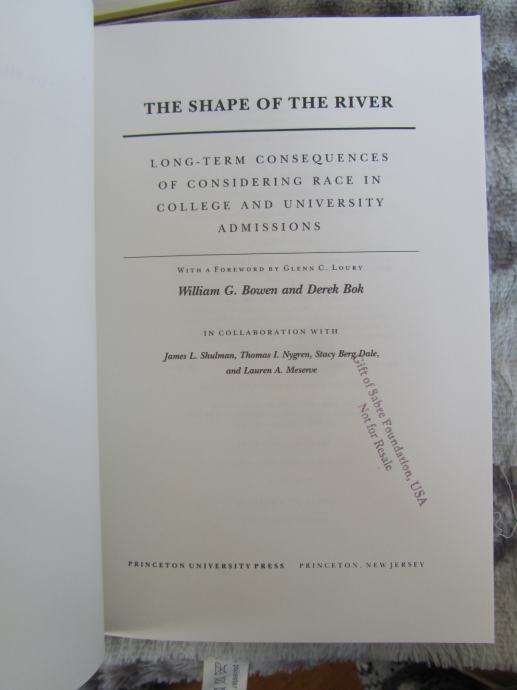 THE SHAPE OF THE RIVER
LONG-TERM CONSEQUENCES
OF CONSIDERING RACE IN
COLLEGE AND UNIVERSITY
ADMISSIONS
WITH A FOREWORD BY GLENN C. LOURY
William G. Bowen and Derek Bok
IN COLLABORATION WITH
James L. Shulman, Thomas I. Nygren, Stacy Berg Dale,
and Lauren A. Meserve
Gift of Sabre Foundation, USA
Not for Resale
PRINCETON UNIVERSITY PRESS PRINCETON, NEW JERSEY